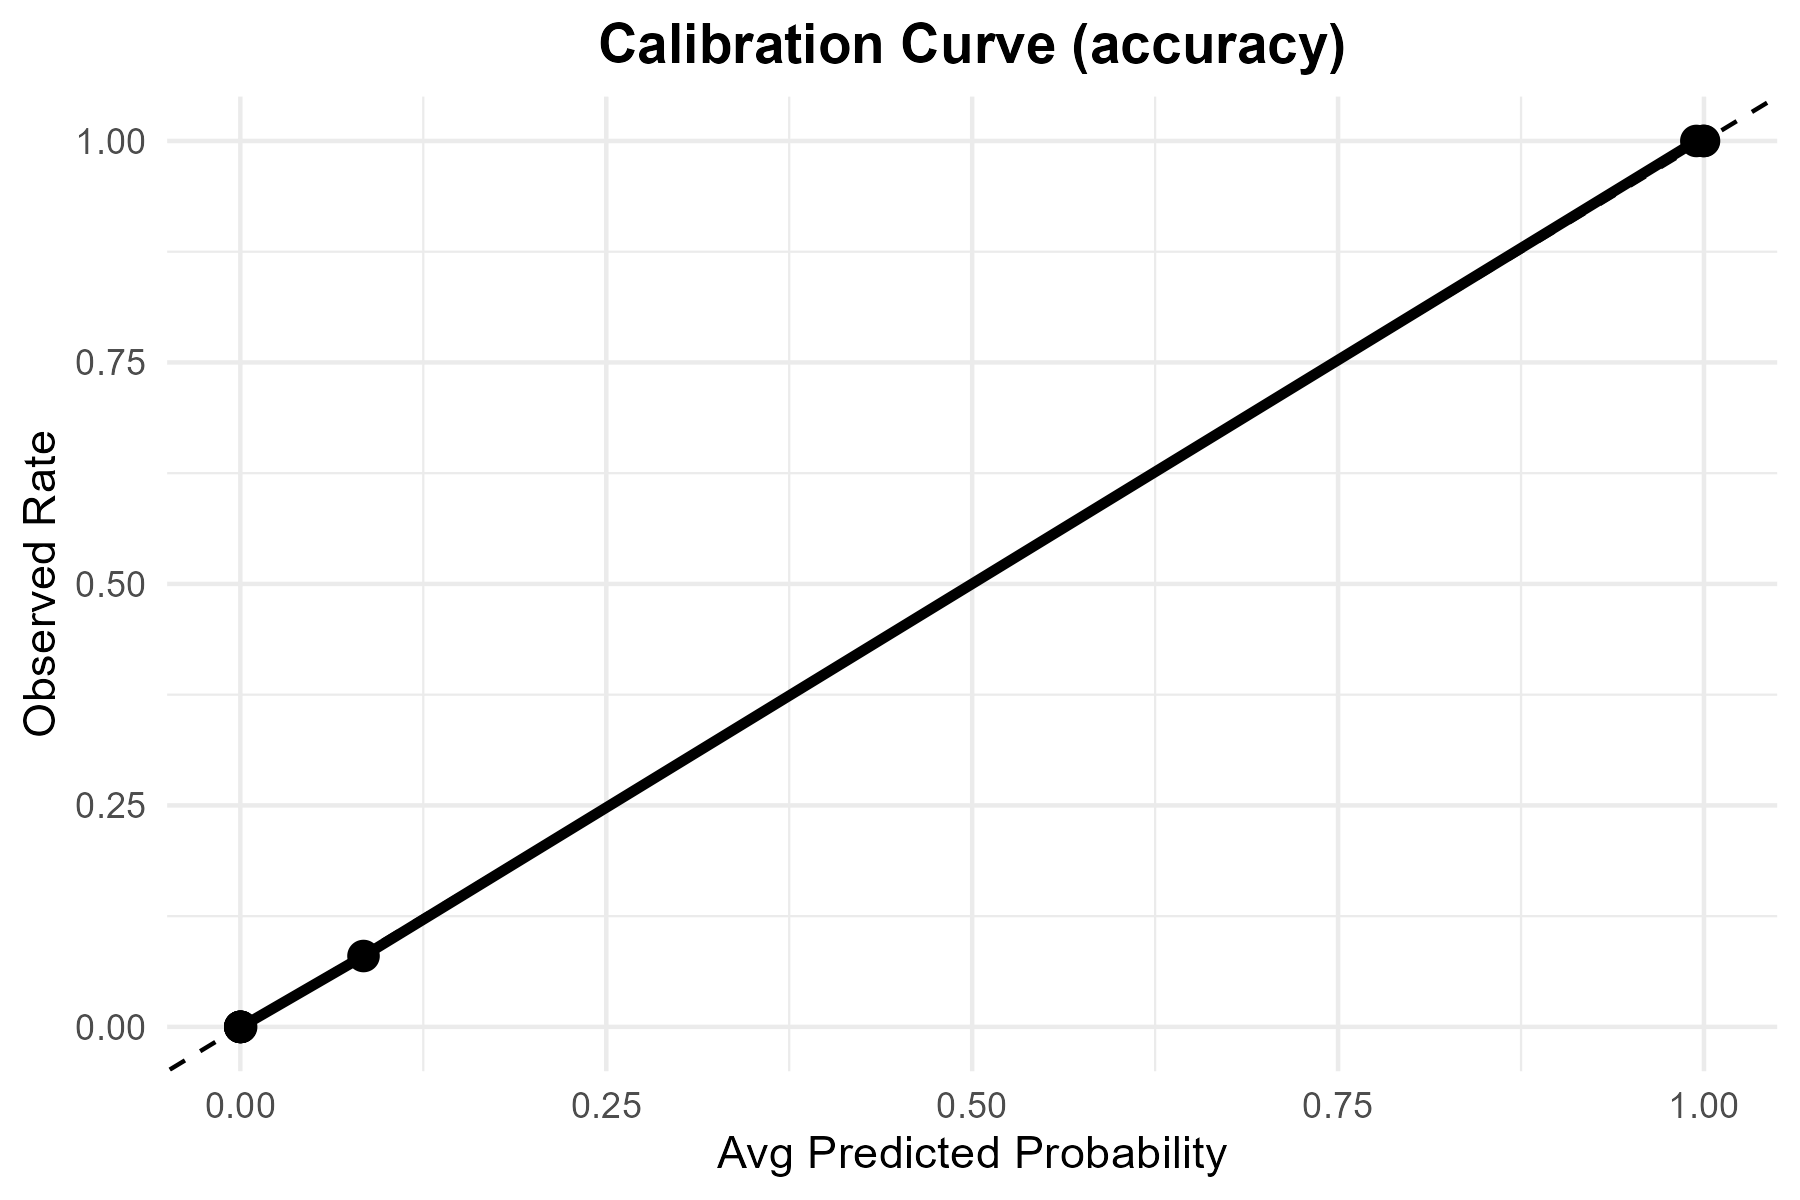 Calibration Curve (accuracy)
1.00
0.75
0.50
0.25
0.00
Observed Rate
0.00 0.25 0.50 0.75 1.00
Avg Predicted Probability